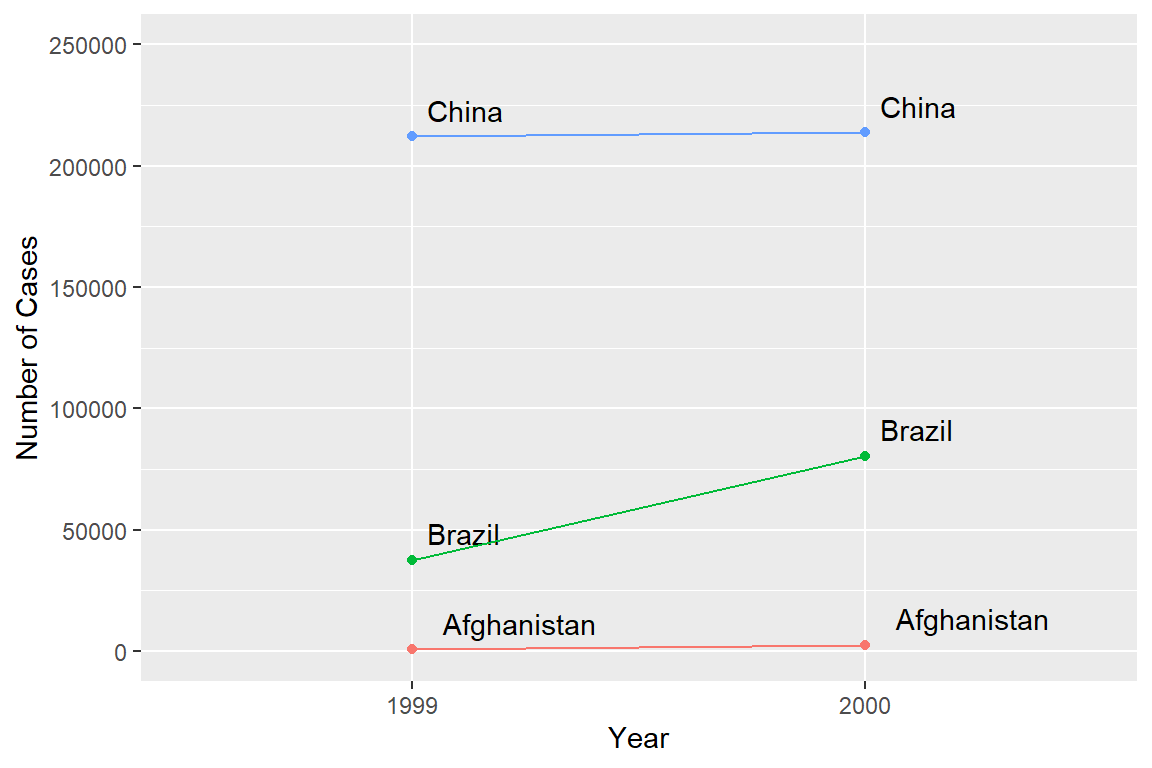 250000
200000
150000
100000
50000
0
Number of Cases
China
China
Brazil
Brazil
Afghanistan
Afghanistan
1999
2000
Year